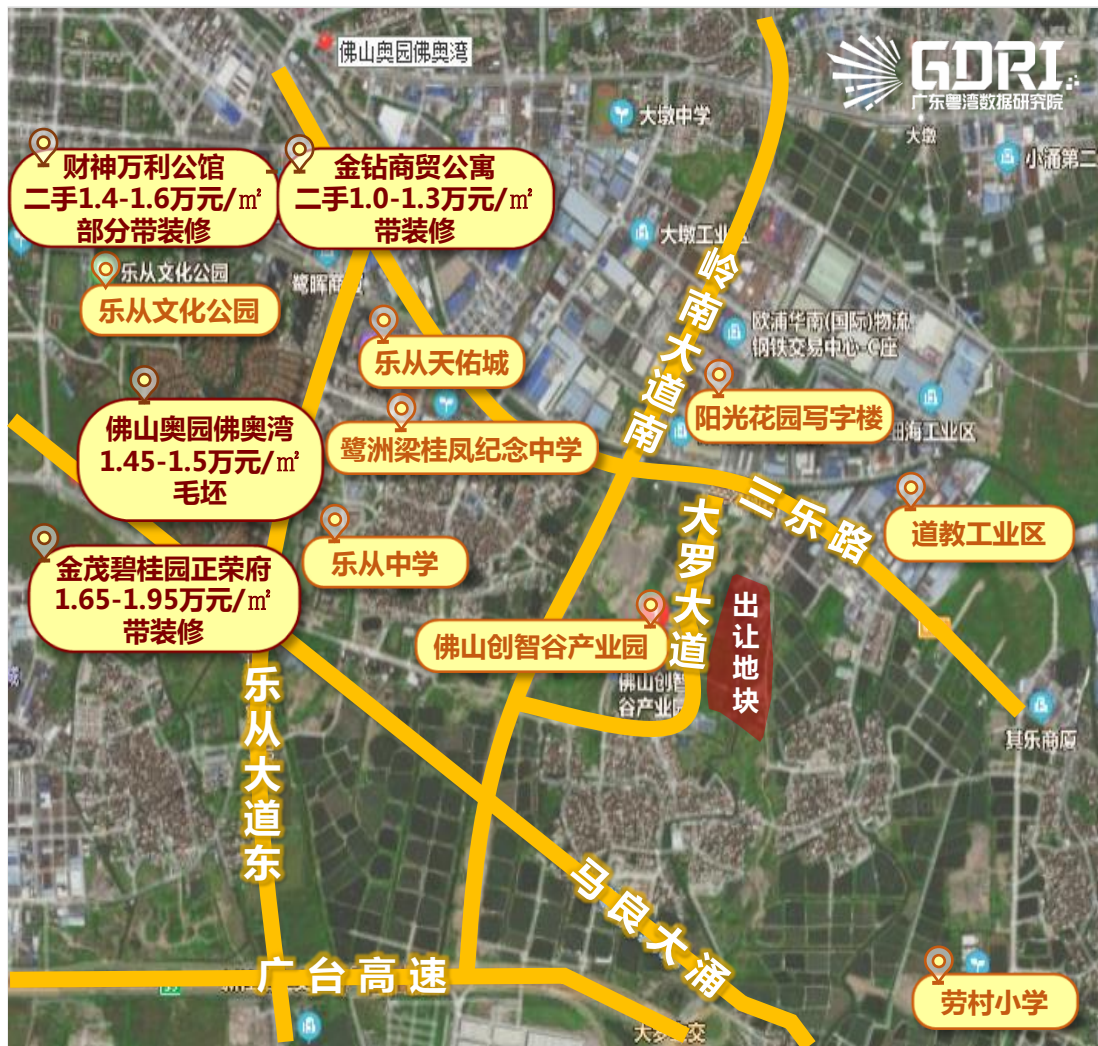 佛山奥园佛奥湾
GDRI
广东粤湾数据研究院
大墩中学
大墩
小涌第二
财神万利公馆
二手1.4-1.6万元/㎡
部分带装修
金钻商贸公寓
二手1.0-1.3万元/㎡
带装修
大墩工业区
乐从文化公园
乐从文化公园
鹭晖商
岭南大道南
欧浦华南(国际)物流
钢铁交易中心-C座
乐从天佑城
阳光花园写字楼
细海工业区
佛山奥园佛奥湾
1.45-1.5万元/㎡
毛坯
鹭洲梁桂凤纪念中学
三乐路
大罗大道
道教工业区
乐从中学
金茂碧桂园正荣府
1.65-1.95万元/㎡
带装修
出让地块
佛山创智谷产业园
佛山创智
谷产业园
乐从大道东
其乐商厦
马良大涌
广台高速
劳村小学